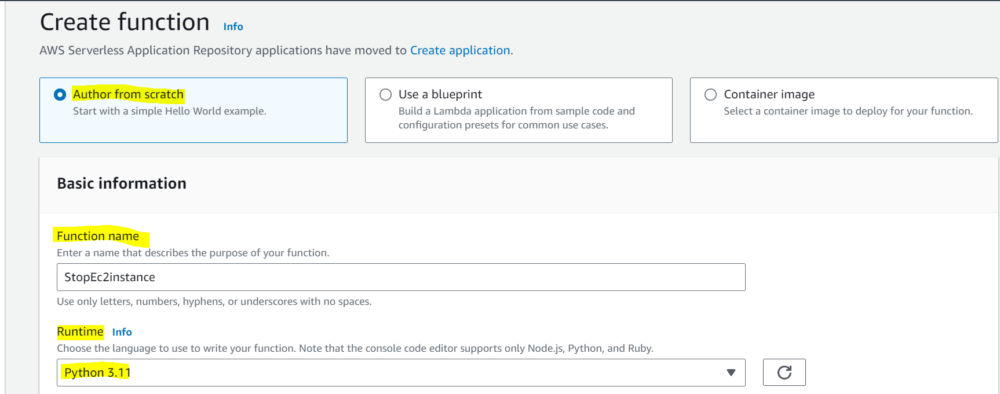 Create function Info
AWS Serverless Application Repository applications have moved to Create application.
Author from scratch
Start with a simple Hello World example.
Use a blueprint
Build a Lambda application from sample code and
configuration presets for common use cases.
Container image
Select a container image to deploy for your function.
Basic information
Function name
Enter a name that describes the purpose of your function.
StopEc2instance
Use only letters, numbers, hyphens, or underscores with no spaces.
Runtime Info
Choose the language to use to write your function. Note that the console code editor supports only Node.js, Python, and Ruby.
Python 3.11